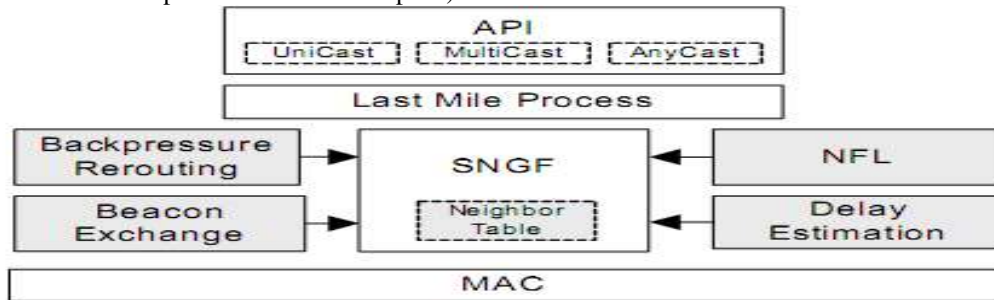 API
UniCast MultiCast AnyCast
Last Mile Process
Backpressure
Rerouting
SNGF
NFL
Beacon
Exchange
Neighbor
Table
Delay
Estimation
MAC